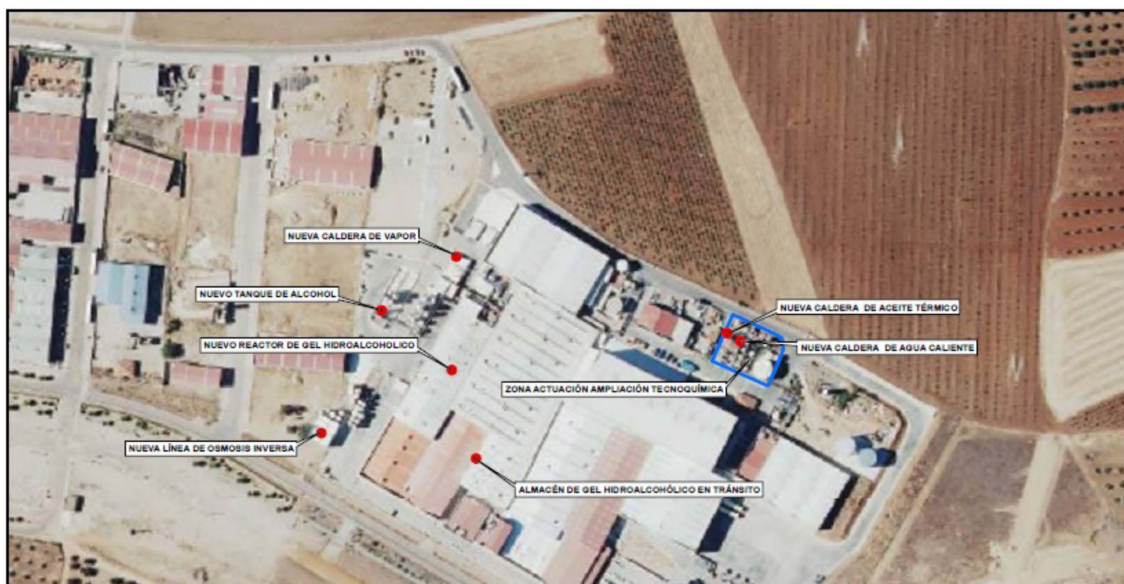 NUEVA CALDERA DE VAPOR
NUEVO TANQUE DE ALCOHOL
NUEVA CALDERA DE ACEITE TÉRMICO
NUEVO REACTOR DE GEL HIDROALCOHOLICO
NUEVA CALDERA DE AGUA CALIENTE
ZONA ACTUACIÓN AMPLIACIÓN TECNOQUÍMICA
NUEVA LÍNEA DE OSMOSIS INVERSA
ALMACÉN DE GEL HIDROALCOHÓLICO EN TRÁNSITO